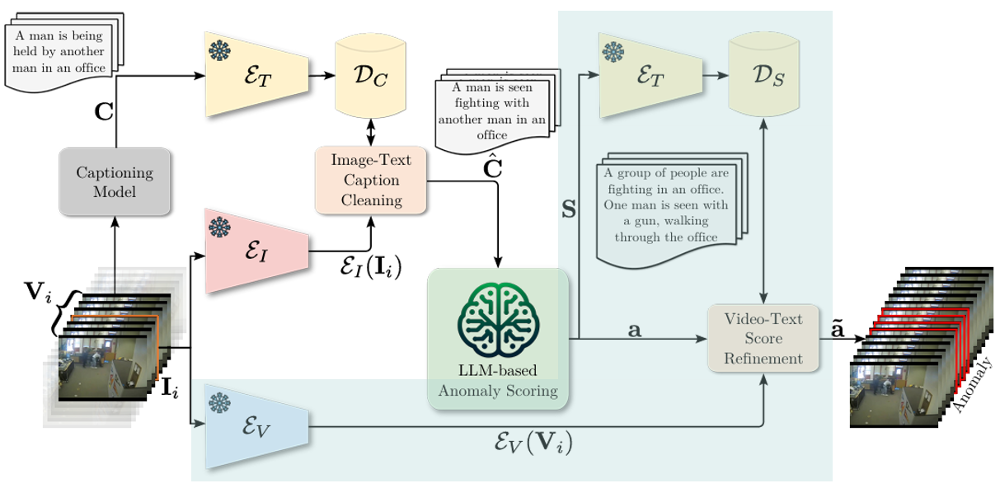 A man is being
held by another
man in an office
C
Captioning
Model
V_i
I_i
ℰ_T
𝒟_C
Image-Text
Caption
Cleaning
ℰ_I
ℰ_I(I_i)
A man is seen
fighting with
another man in an
office
Ĉ
LLM-based
Anomaly Scoring
ℰ_V
ℰ_V(V_i)
S
ℰ_T
𝒟_S
A group of people are
fighting in an office.
One man is seen with
a gun, walking
through the office
a
Video-Text
Score
Refinement
ã
Anomaly